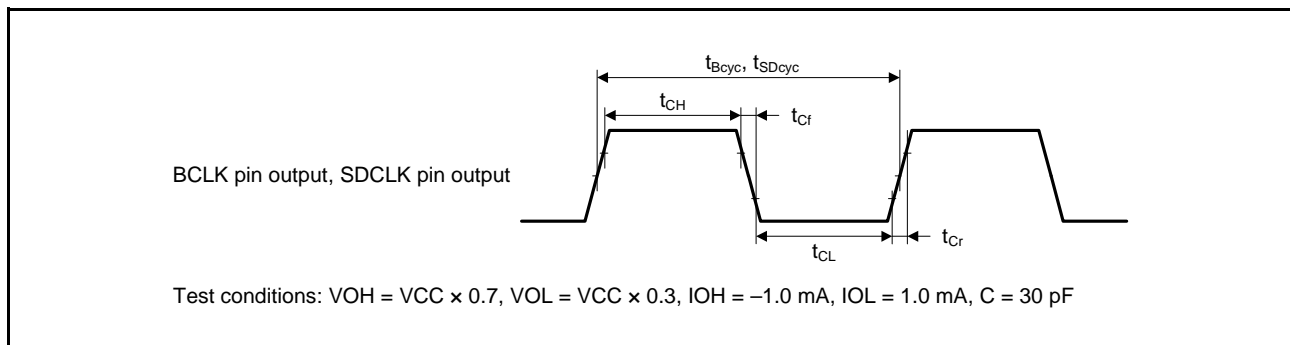 tBcyc, tSDcyc
tCH
tCf
BCLK pin output, SDCLK pin output
tCL
tCr
Test conditions: VOH = VCC × 0.7, VOL = VCC × 0.3, IOH = –1.0 mA, IOL = 1.0 mA, C = 30 pF